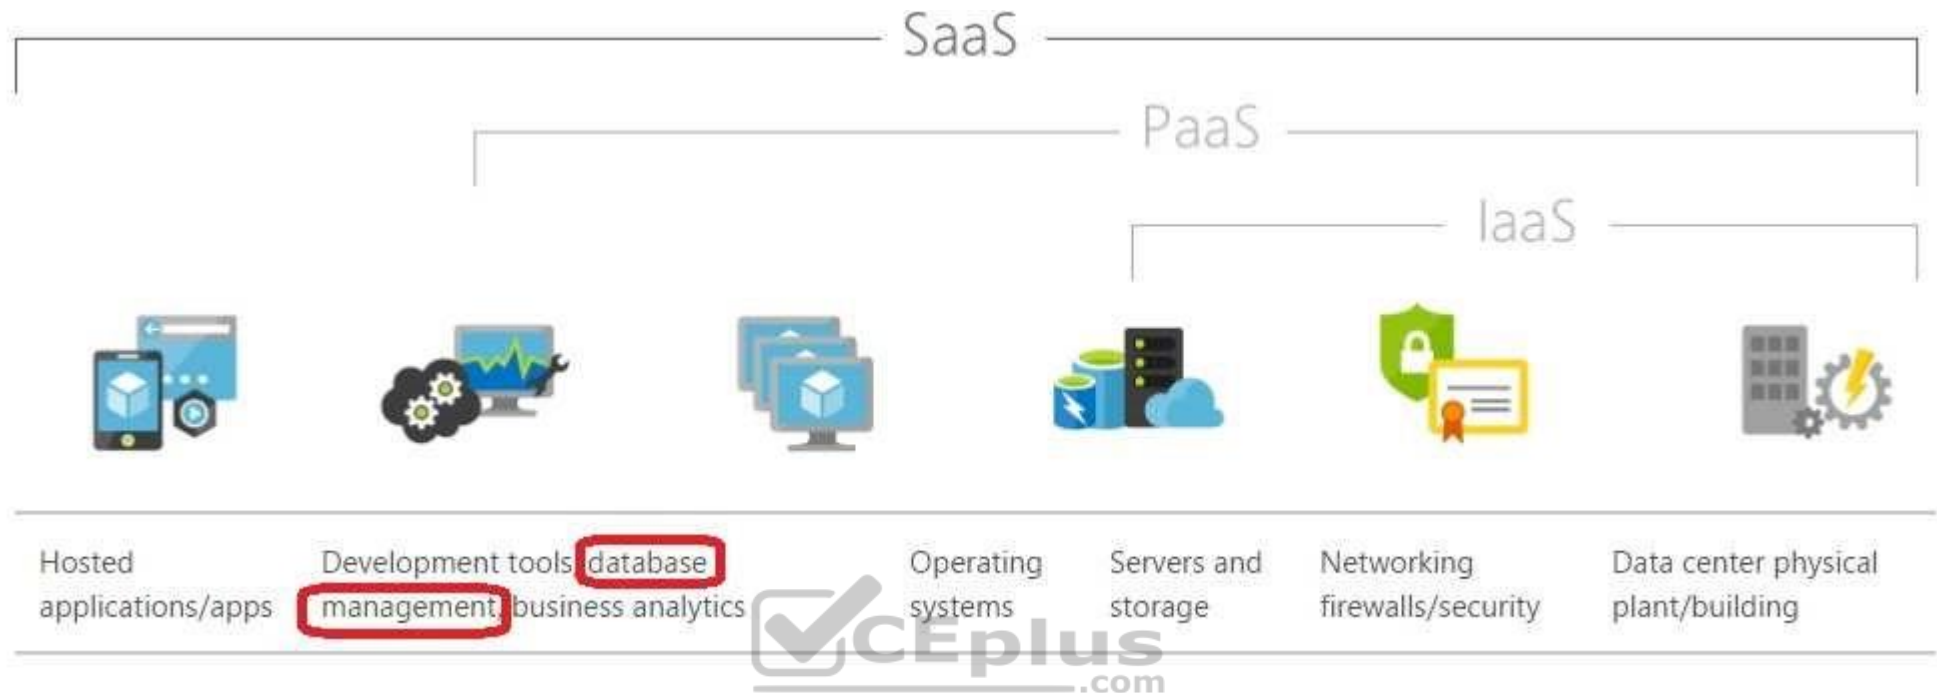 SaaS
PaaS
IaaS
Hosted
applications/apps
Development tools, database
management, business analytics
Operating
systems
Servers and
storage
Networking
firewalls/security
Data center physical
plant/building
CEplus
.com